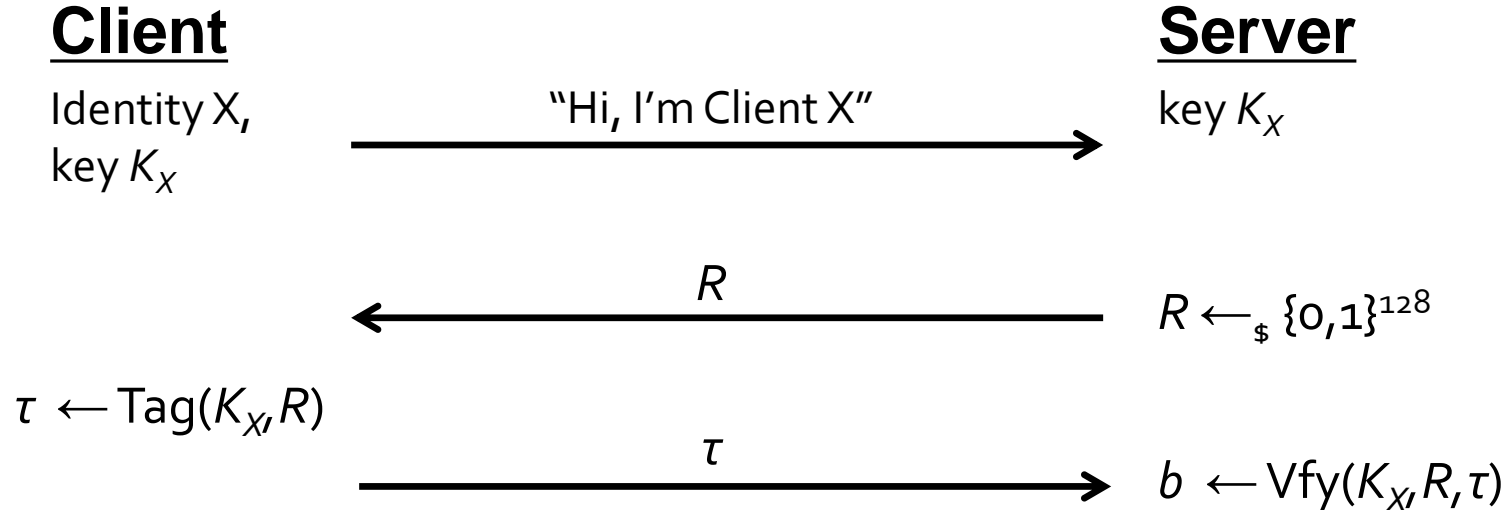 Client
Server
Identity X,
key K_X
“Hi, I’m Client X”
key K_X
R
R ←$ {0,1}^128
τ ← Tag(K_X, R)
τ
b ← Vfy(K_X, R, τ)